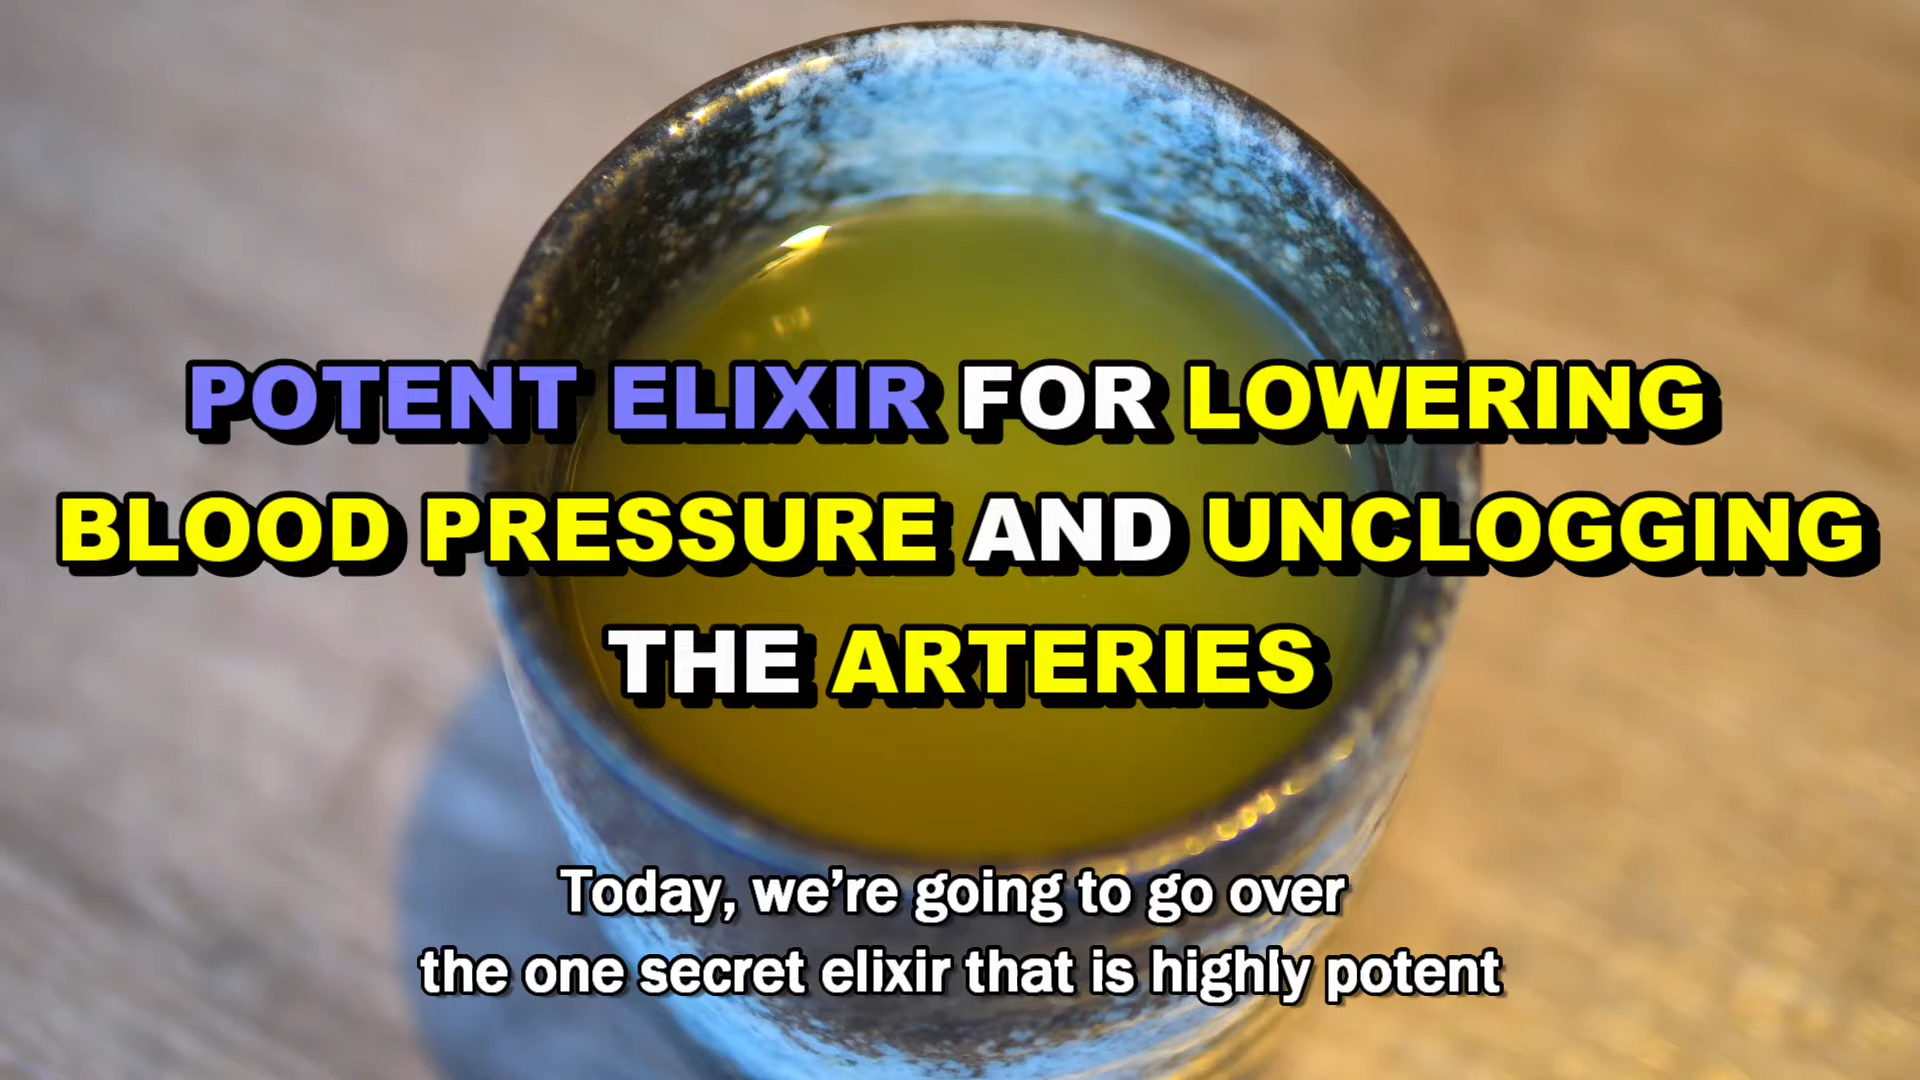 POTENT ELIXIR FOR LOWERING
BLOOD PRESSURE AND UNCLOGGING
THE ARTERIES
Today, we're going to go over
the one secret elixir that is highly potent